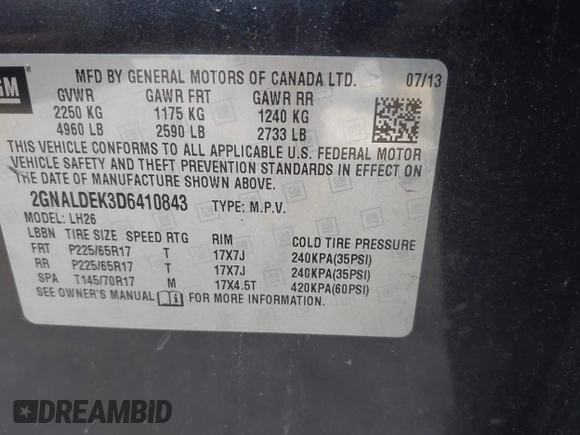 GM
MFD BY GENERAL MOTORS OF CANADA LTD. 07/13
GVWR GAWR FRT GAWR RR
2250 KG 1175 KG 1240 KG
4960 LB 2590 LB 2733 LB
THIS VEHICLE CONFORMS TO ALL APPLICABLE U.S. FEDERAL MOTOR
VEHICLE SAFETY AND THEFT PREVENTION STANDARDS IN EFFECT ON
THE DATE OF MANUFACTURE SHOWN ABOVE.
2GNALDEK3D6410843 TYPE: M.P.V.
MODEL: LH26
LBBN TIRE SIZE SPEED RTG RIM COLD TIRE PRESSURE
FRT P225/65R17 T 17X7J 240KPA(35PSI)
RR P225/65R17 T 17X7J 240KPA(35PSI)
SPA T145/70R17 M 17X4.5T 420KPA(60PSI)
SEE OWNER'S MANUAL FOR MORE INFORMATION.
DREAMBID